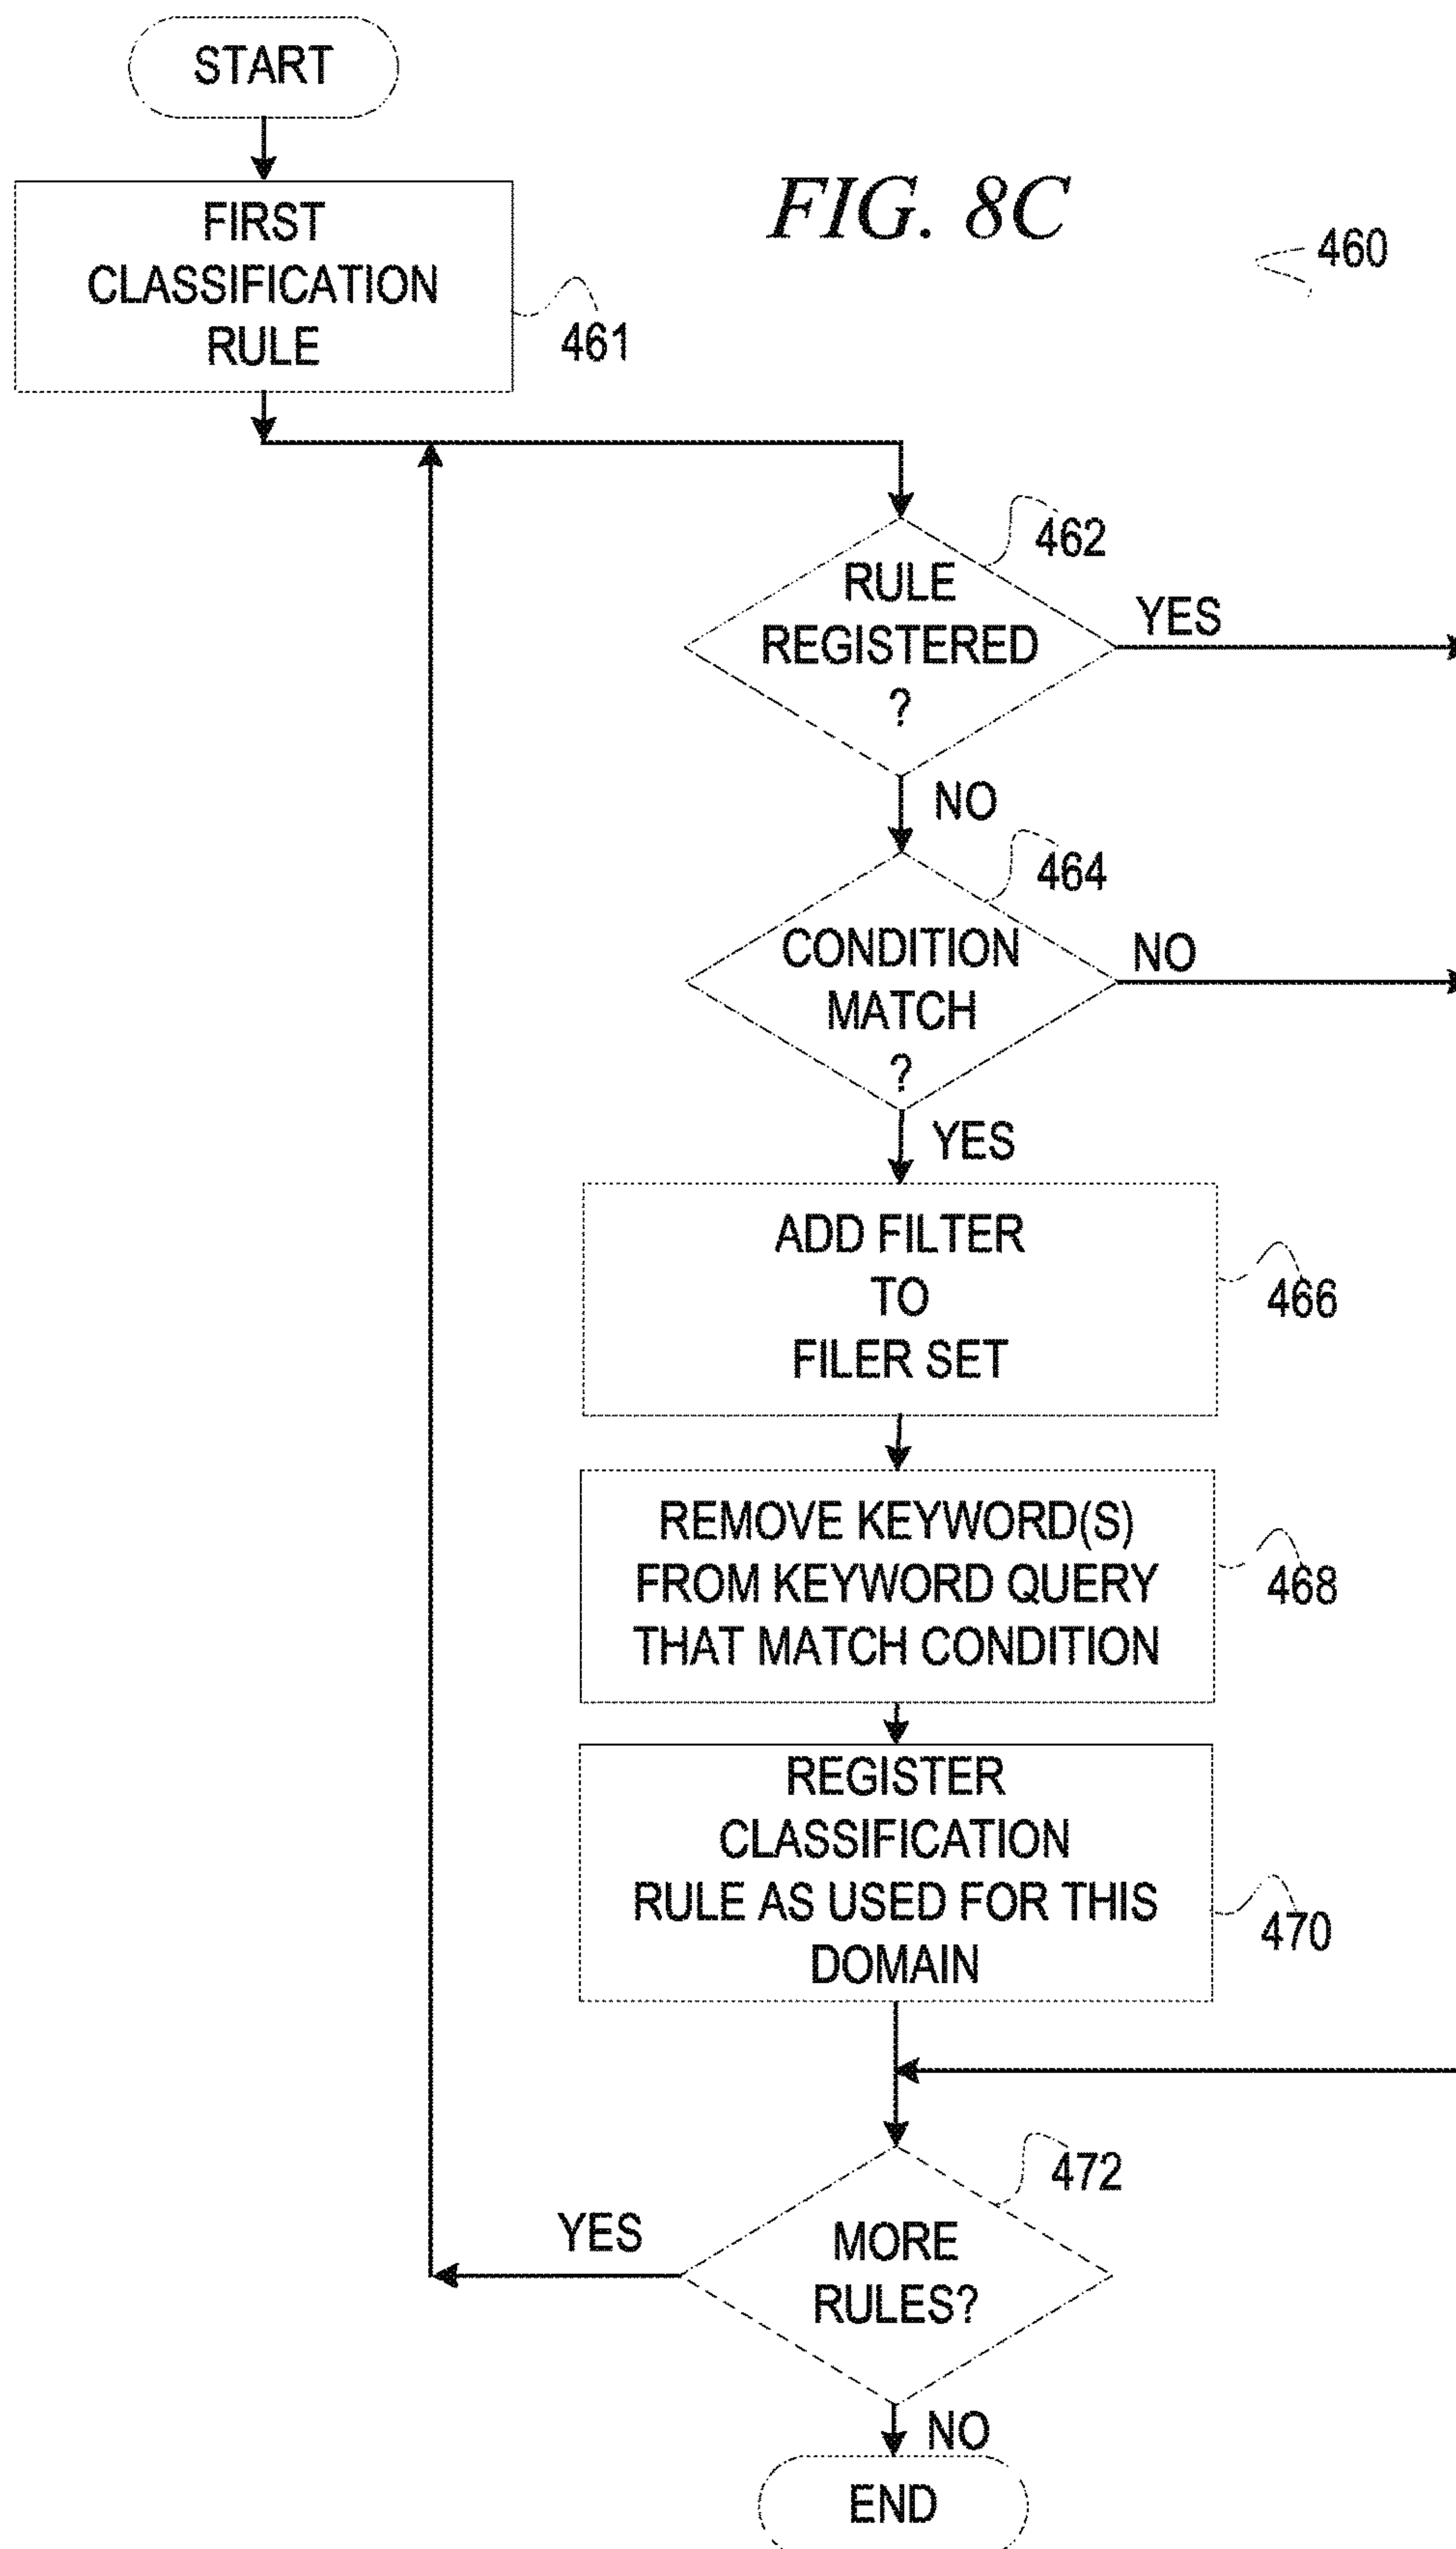 START
FIG. 8C
460
FIRST
CLASSIFICATION
RULE
461
462
RULE
REGISTERED
?
YES
NO
464
CONDITION
MATCH
?
NO
YES
ADD FILTER
TO
FILER SET
466
REMOVE KEYWORD(S)
FROM KEYWORD QUERY
THAT MATCH CONDITION
468
REGISTER
CLASSIFICATION
RULE AS USED FOR THIS
DOMAIN
470
472
MORE
RULES?
YES
NO
END